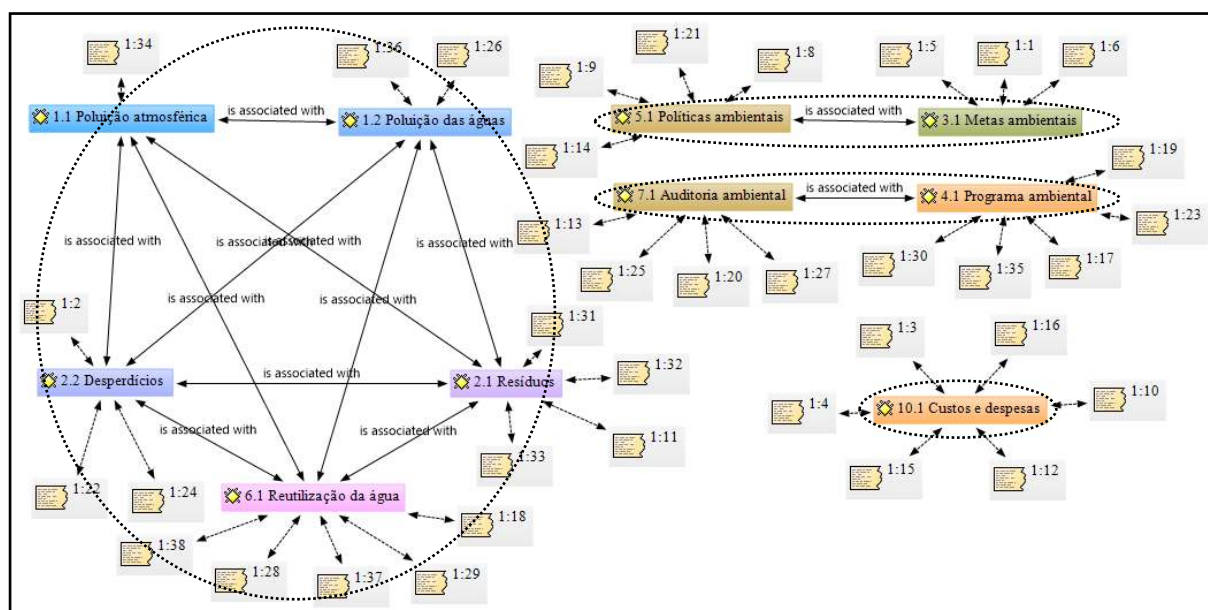 1:34
1:36
1:26
1:21
1:8
1:9
1:5
1:1
1:6
is associated with
is associated with
1.1 Poluição atmosférica
1.2 Poluição das águas
5.1 Políticas ambientais
3.1 Metas ambientais
1:14
1:19
is associated with
7.1 Auditoria ambiental
4.1 Programa ambiental
1:13
1:23
is associated with
is associated with
is associated with
1:25
1:20
1:27
1:30
1:35
1:17
is associated with
is associated with
1:2
1:31
1:3
1:16
1:32
is associated with
2.2 Desperdícios
2.1 Resíduos
1:4
10.1 Custos e despesas
1:10
is associated with
is associated with
1:11
1:33
1:15
1:12
1:22
1:24
6.1 Reutilização da água
1:18
1:38
1:28
1:37
1:29